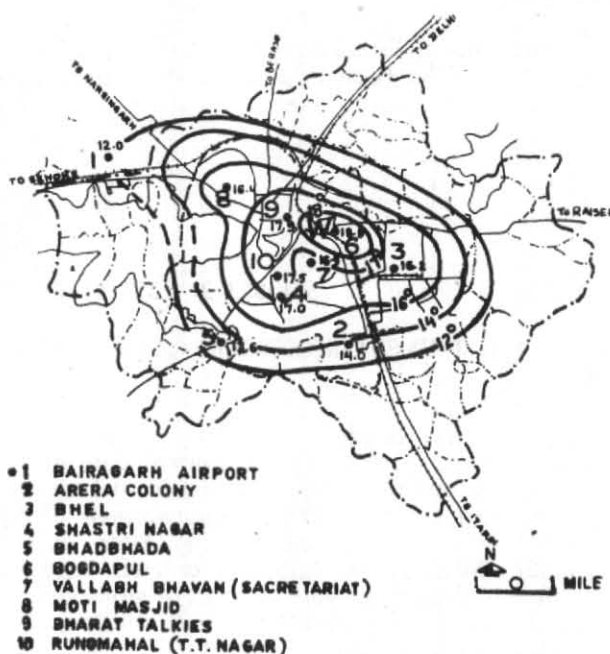 TO DELHI
TO NARSINGARH
TO SEHORE
TO RAISEN
12.0
16.4
8
9
17.5
18°
6
7
3
16.2
10
17.5
4
17.0
16°
14°
12°
2
14.0
5
TO ITARSI
N
0 MILE
•1 BAIRAGARH AIRPORT
2 ARERA COLONY
3 BHEL
4 SHASTRI NAGAR
5 BHADBHADA
6 BOGDAPUL
7 VALLABH BHAVAN (SACRETARIAT)
8 MOTI MASJID
9 BHARAT TALKIES
10 RUNGMAHAL (T.T. NAGAR)